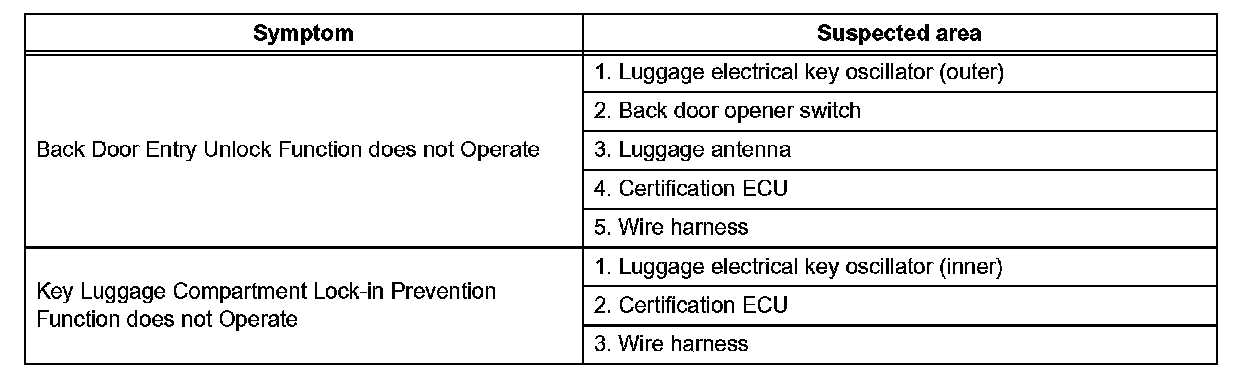 Symptom
Suspected area
Back Door Entry Unlock Function does not Operate
1. Luggage electrical key oscillator (outer)
2. Back door opener switch
3. Luggage antenna
4. Certification ECU
5. Wire harness
Key Luggage Compartment Lock-in Prevention
Function does not Operate
1. Luggage electrical key oscillator (inner)
2. Certification ECU
3. Wire harness